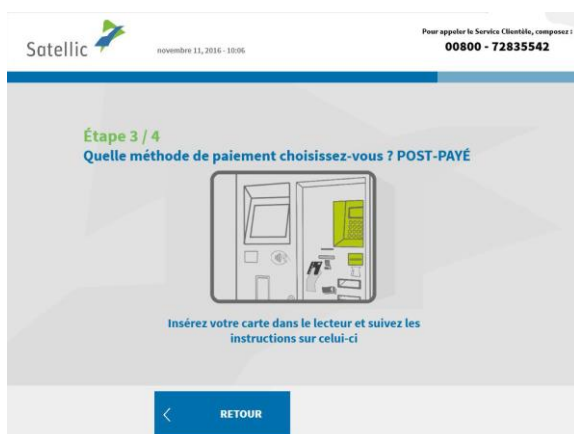 Satellic
novembre 11, 2016 - 10:06
Pour appeler le Service Clientèle, composez :
00800 - 72835542
Étape 3 / 4
Quelle méthode de paiement choisissez-vous ? POST-PAYÉ
Insérez votre carte dans le lecteur et suivez les
instructions sur celui-ci
RETOUR